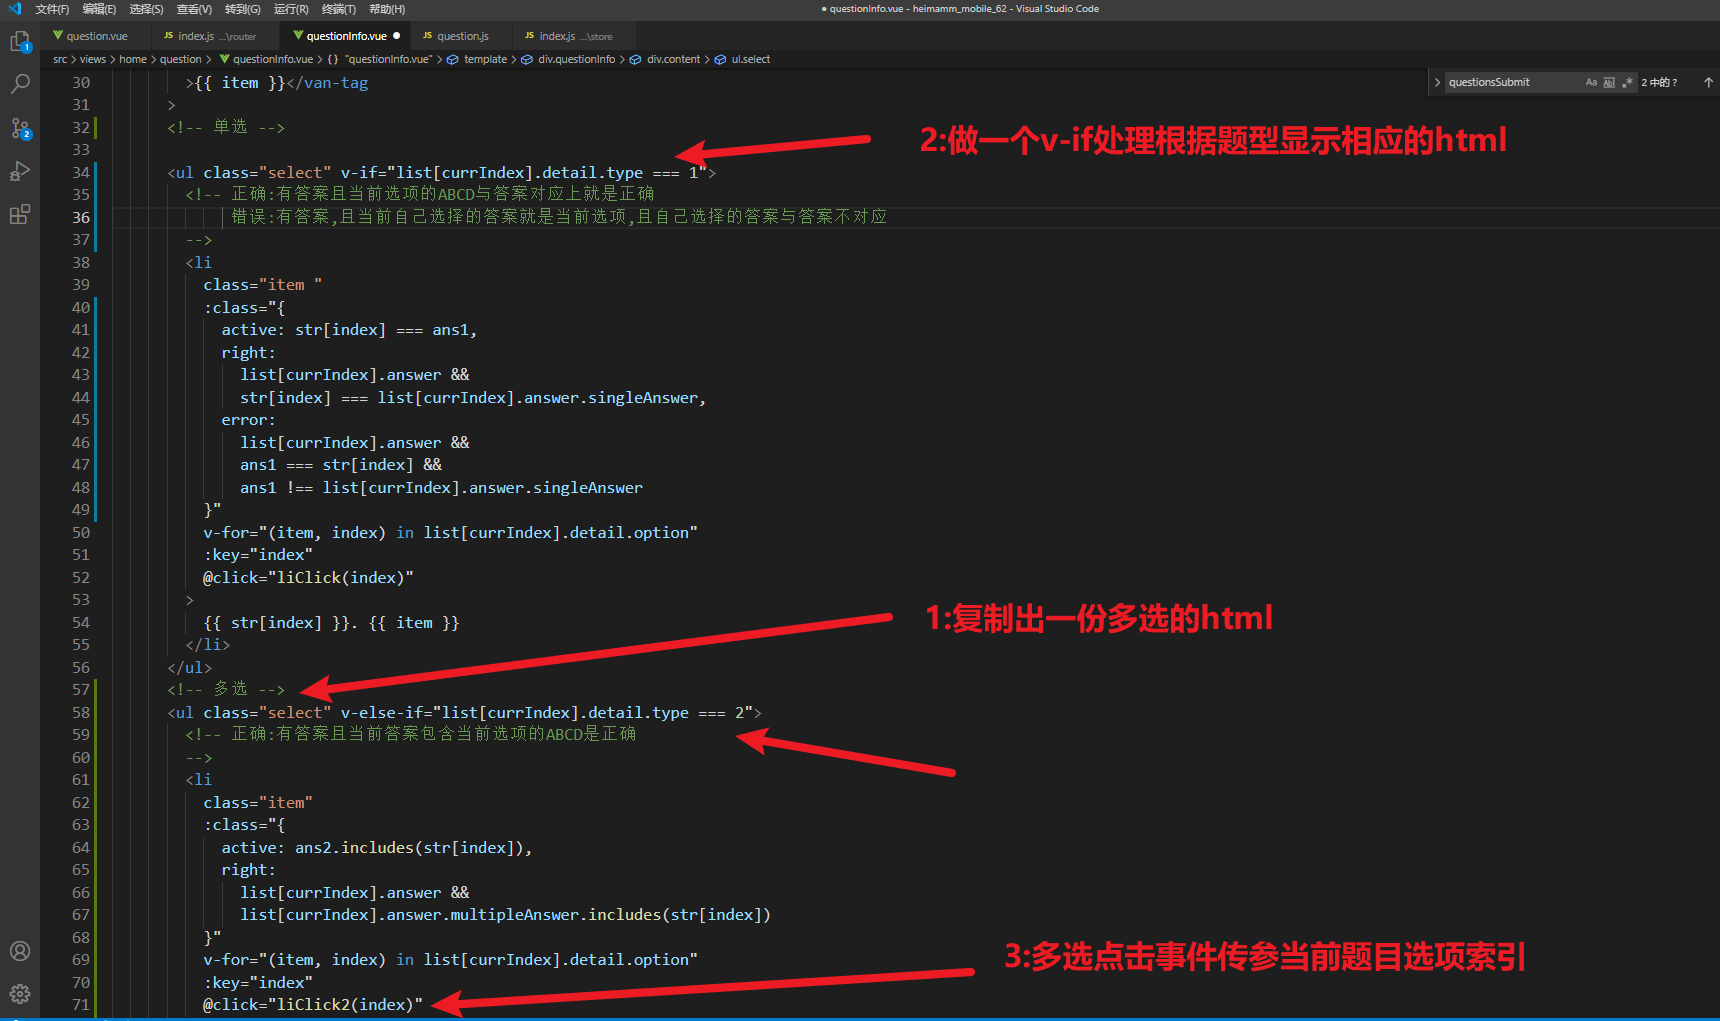 文件(F) 编辑(E) 选择(S) 查看(V) 转到(G) 运行(R) 终端(T) 帮助(H)
● questionInfo.vue - heimamm_mobile_62 - Visual Studio Code
question.vue
JS index.js ...\router
questionInfo.vue ●
JS question.js
JS index.js ...\store
src > views > home > question > questionInfo.vue > {} "questionInfo.vue" > template > div.questionInfo > div.content > ul.select
questionsSubmit
Aa Abl .* 2 中的 ?
1
2
30 >{{ item }}</van-tag
31 >
32 <!-- 单选 -->
33
2:做一个v-if处理根据题型显示相应的html
34 <ul class="select" v-if="list[currIndex].detail.type === 1">
35 <!-- 正确:有答案且当前选项的ABCD与答案对应上就是正确
36 错误:有答案,且当前自己选择的答案就是当前选项,且自己选择的答案与答案不对应
37 -->
38 <li
39 class="item "
40 :class="{
41 active: str[index] === ans1,
42 right:
43 list[currIndex].answer &&
44 str[index] === list[currIndex].answer.singleAnswer,
45 error:
46 list[currIndex].answer &&
47 ans1 === str[index] &&
48 ans1 !== list[currIndex].answer.singleAnswer
49 }"
50 v-for="(item, index) in list[currIndex].detail.option"
51 :key="index"
52 @click="liClick(index)"
53 >
54 {{ str[index] }}. {{ item }}
1:复制出一份多选的html
55 </li>
56 </ul>
57 <!-- 多选 -->
58 <ul class="select" v-else-if="list[currIndex].detail.type === 2">
59 <!-- 正确:有答案且当前答案包含当前选项的ABCD是正确
60 -->
61 <li
62 class="item"
63 :class="{
64 active: ans2.includes(str[index]),
65 right:
66 list[currIndex].answer &&
67 list[currIndex].answer.multipleAnswer.includes(str[index])
68 }"
69 v-for="(item, index) in list[currIndex].detail.option"
3:多选点击事件传参当前题目选项索引
70 :key="index"
71 @click="liClick2(index)"